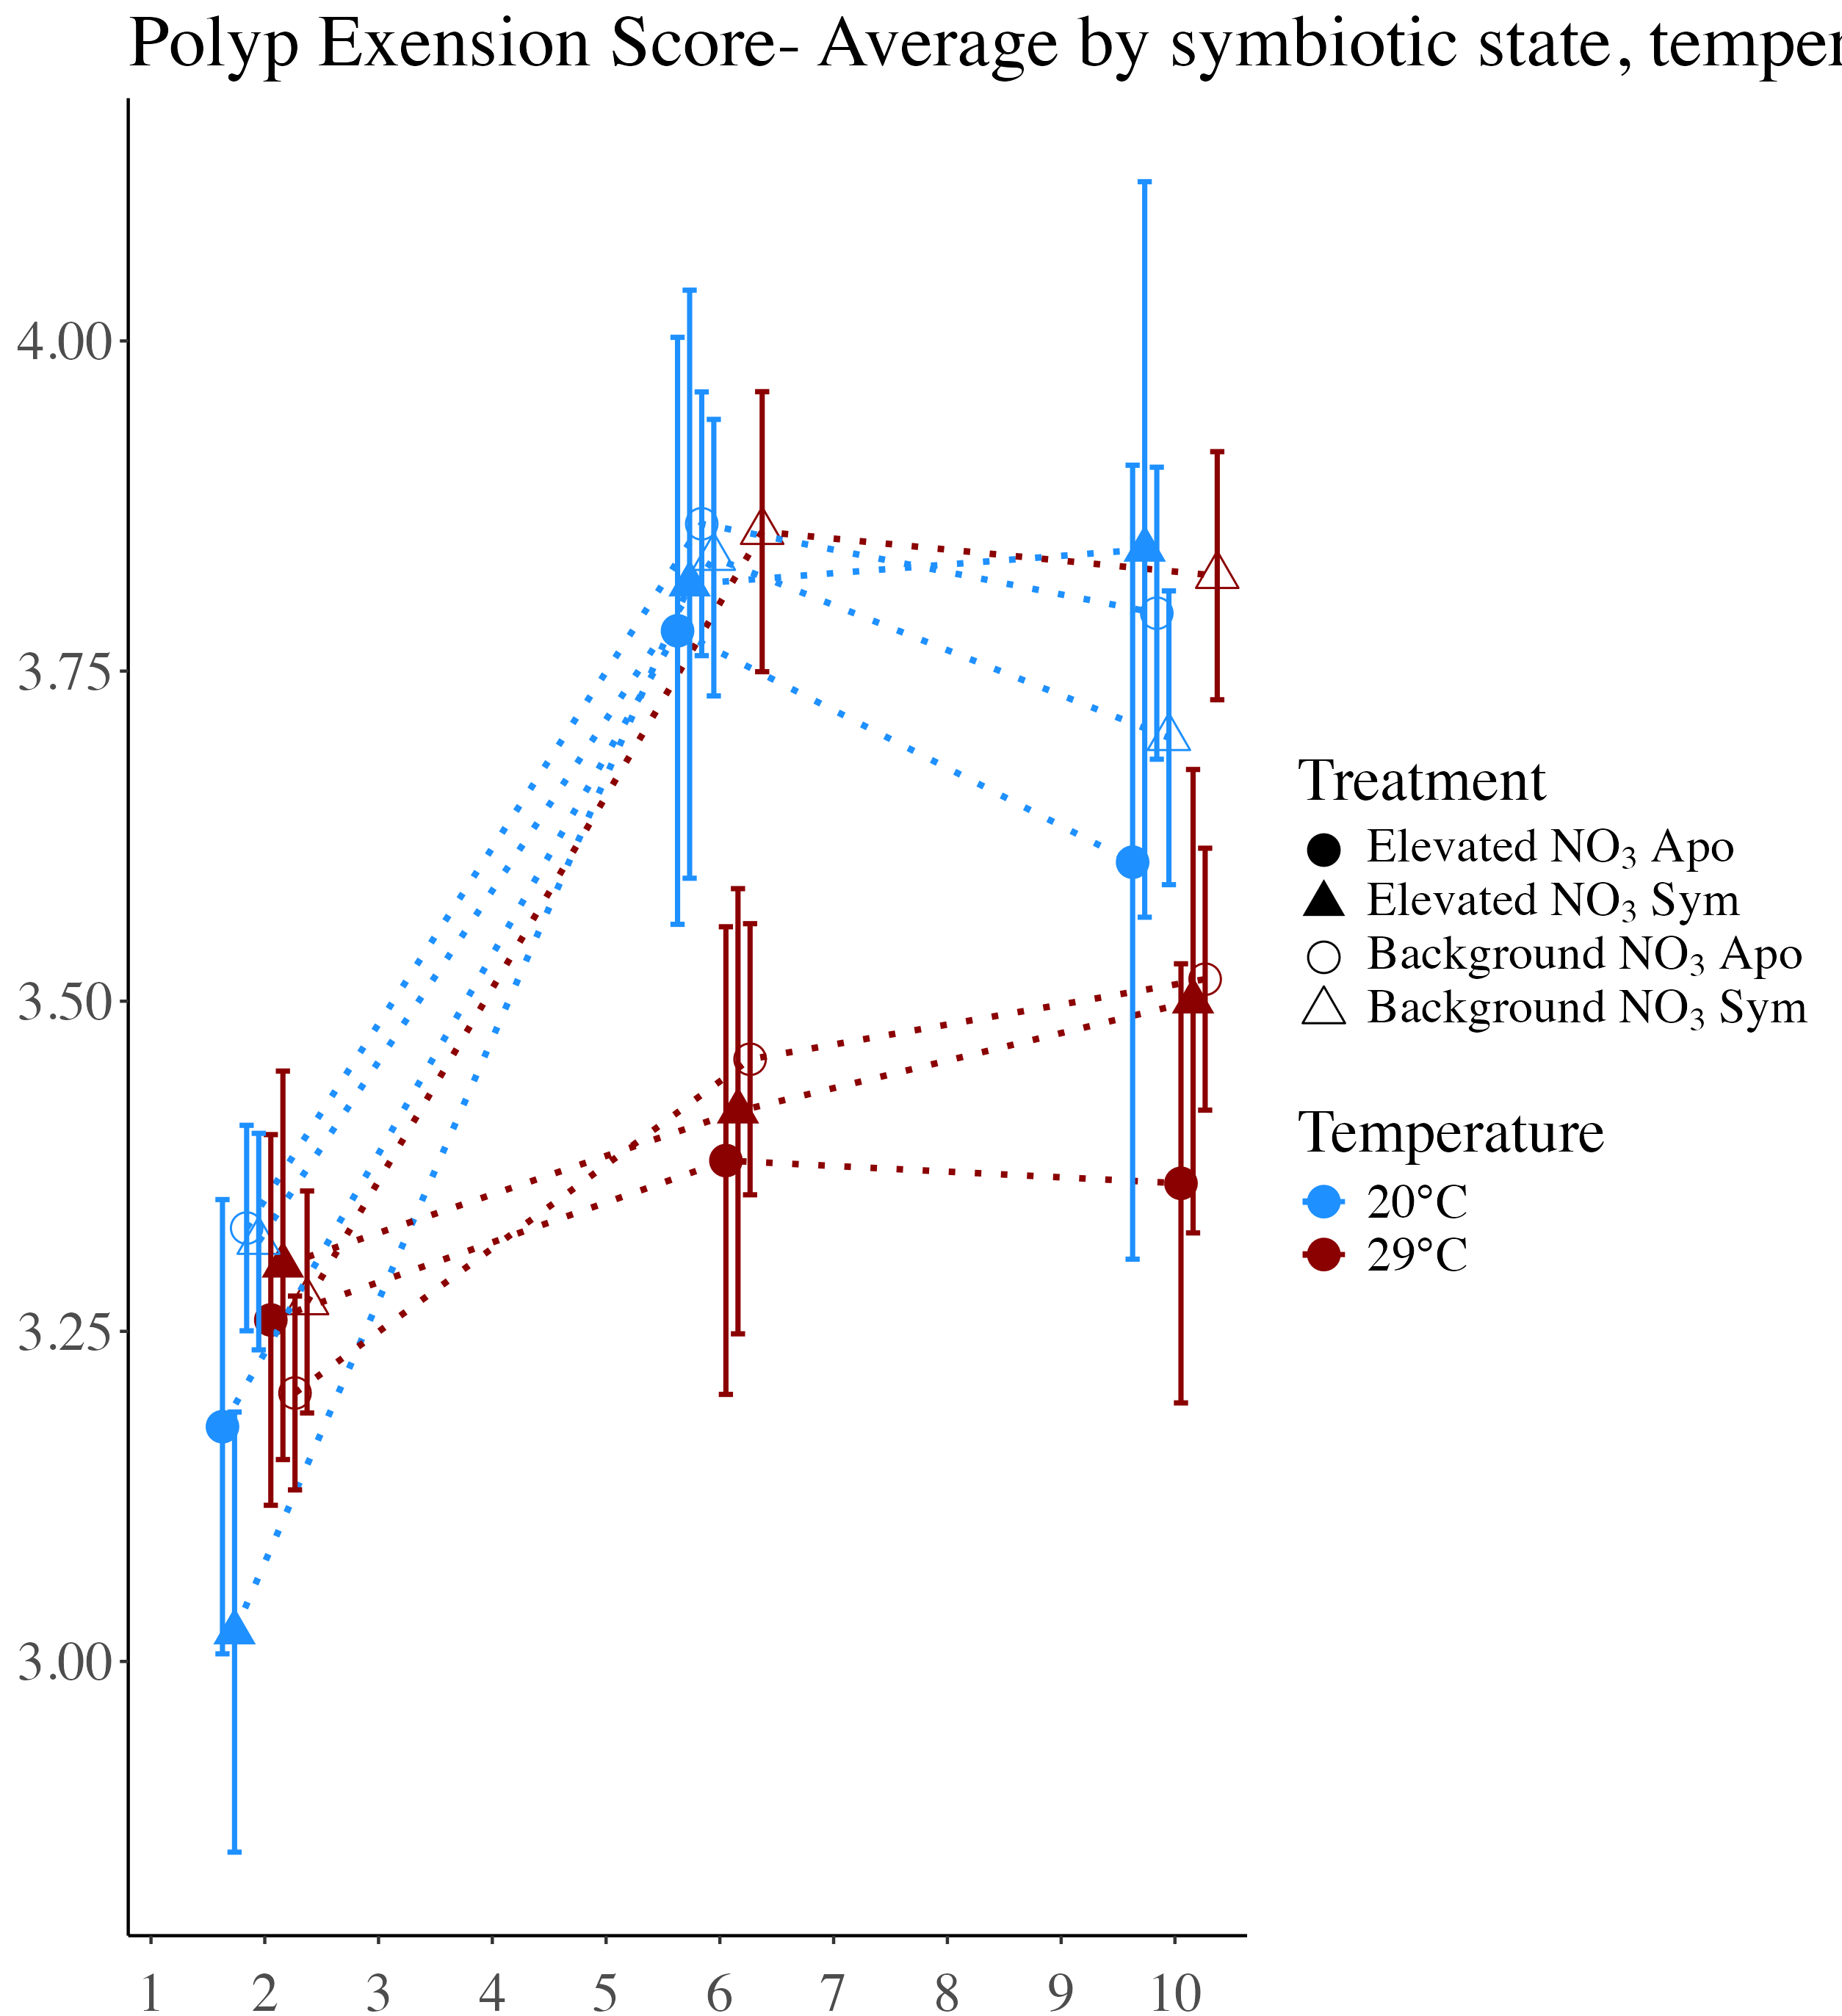 Polyp Exension Score- Average by symbiotic state, temper
4.00
3.75
3.50
3.25
3.00
1 2 3 4 5 6 7 8 9 10
Treatment
Elevated NO₃ Apo
Elevated NO₃ Sym
Background NO₃ Apo
Background NO₃ Sym
Temperature
20°C
29°C